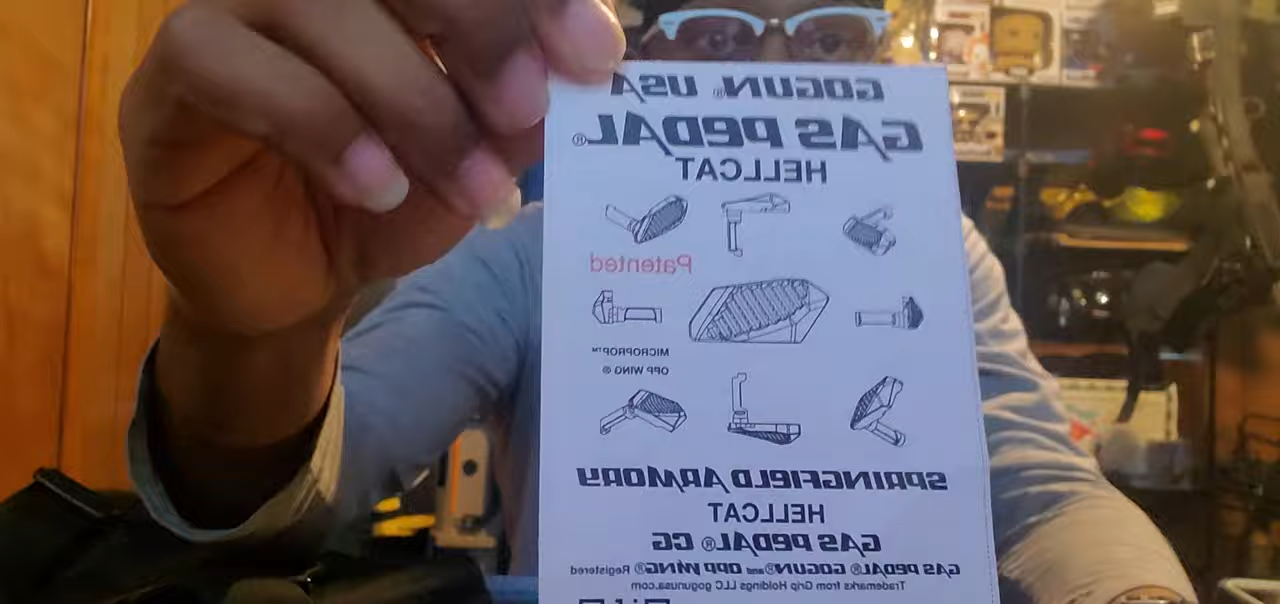 GOGUN® USA
GAS PEDAL®
HELLCAT
Patented
MICROPROP™
OPP WING ®
SPRINGFIELD ARMORY
HELLCAT
GAS PEDAL® CG
GAS PEDAL® GOGUN® and OPP WING® Registered
Trademarks from Grip Holdings LLC gogunusa.com